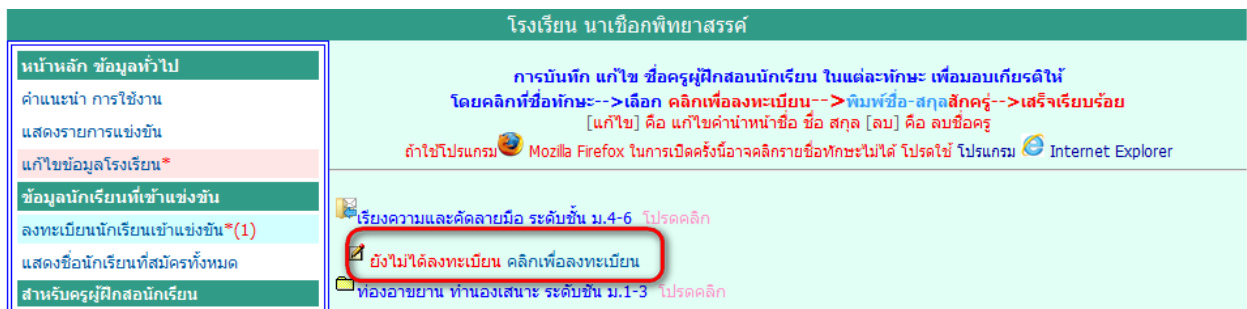 โรงเรียน นาเชือกพิทยาสรรค์
หน้าหลัก ข้อมูลทั่วไป
คำแนะนำ การใช้งาน
แสดงรายการแข่งขัน
แก้ไขข้อมูลโรงเรียน*
ข้อมูลนักเรียนที่เข้าแข่งขัน
ลงทะเบียนนักเรียนเข้าแข่งขัน*(1)
แสดงชื่อนักเรียนที่สมัครทั้งหมด
สำหรับครูผู้ฝึกสอนักเรียน
การบันทึก แก้ไข ชื่อครูผู้ฝึกสอนนักเรียน ในแต่ละทักษะ เพื่อมอบเกียรติให้
โดยคลิกที่ชื่อทักษะ-->เลือก คลิกเพื่อลงทะเบียน-->พิมพ์ชื่อ-สกุลสักครู่-->เสร็จเรียบร้อย
[แก้ไข] คือ แก้ไขคำนำหน้าชื่อ ชื่อ สกุล [ลบ] คือ ลบชื่อครู
ถ้าใช้โปรแกรม Mozilla Firefox ในการเปิดครั้งนี้อาจคลิกรายชื่อทักษะไม่ได้ โปรดใช้ โปรแกรม Internet Explorer
เรียงความและคัดลายมือ ระดับชั้น ม.4-6 โปรดคลิก
ยังไม่ได้ลงทะเบียน คลิกเพื่อลงทะเบียน
ท่องอาขยาน ทำนองเสนาะ ระดับชั้น ม.1-3 โปรดคลิก